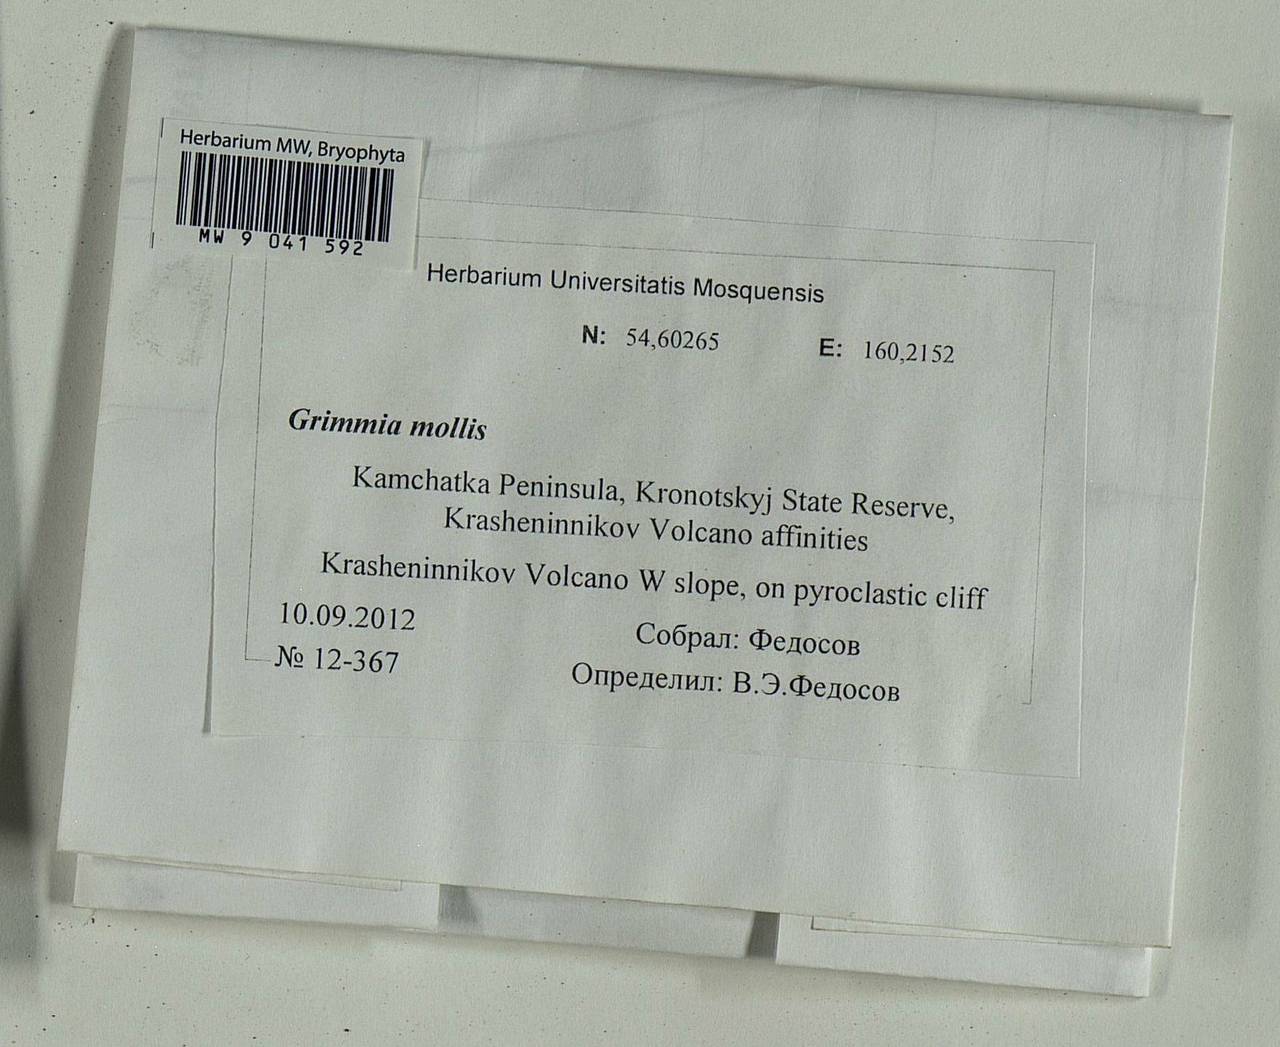 Herbarium MW, Bryophyta
MW 9 041 592
Herbarium Universitatis Mosquensis
N: 54,60265 E: 160,2152
Grimmia mollis
Kamchatka Peninsula, Kronotskyj State Reserve,
Krasheninnikov Volcano affinities
Krasheninnikov Volcano W slope, on pyroclastic cliff
10.09.2012 Собрал: Федосов
№ 12-367 Определил: В.Э.Федосов